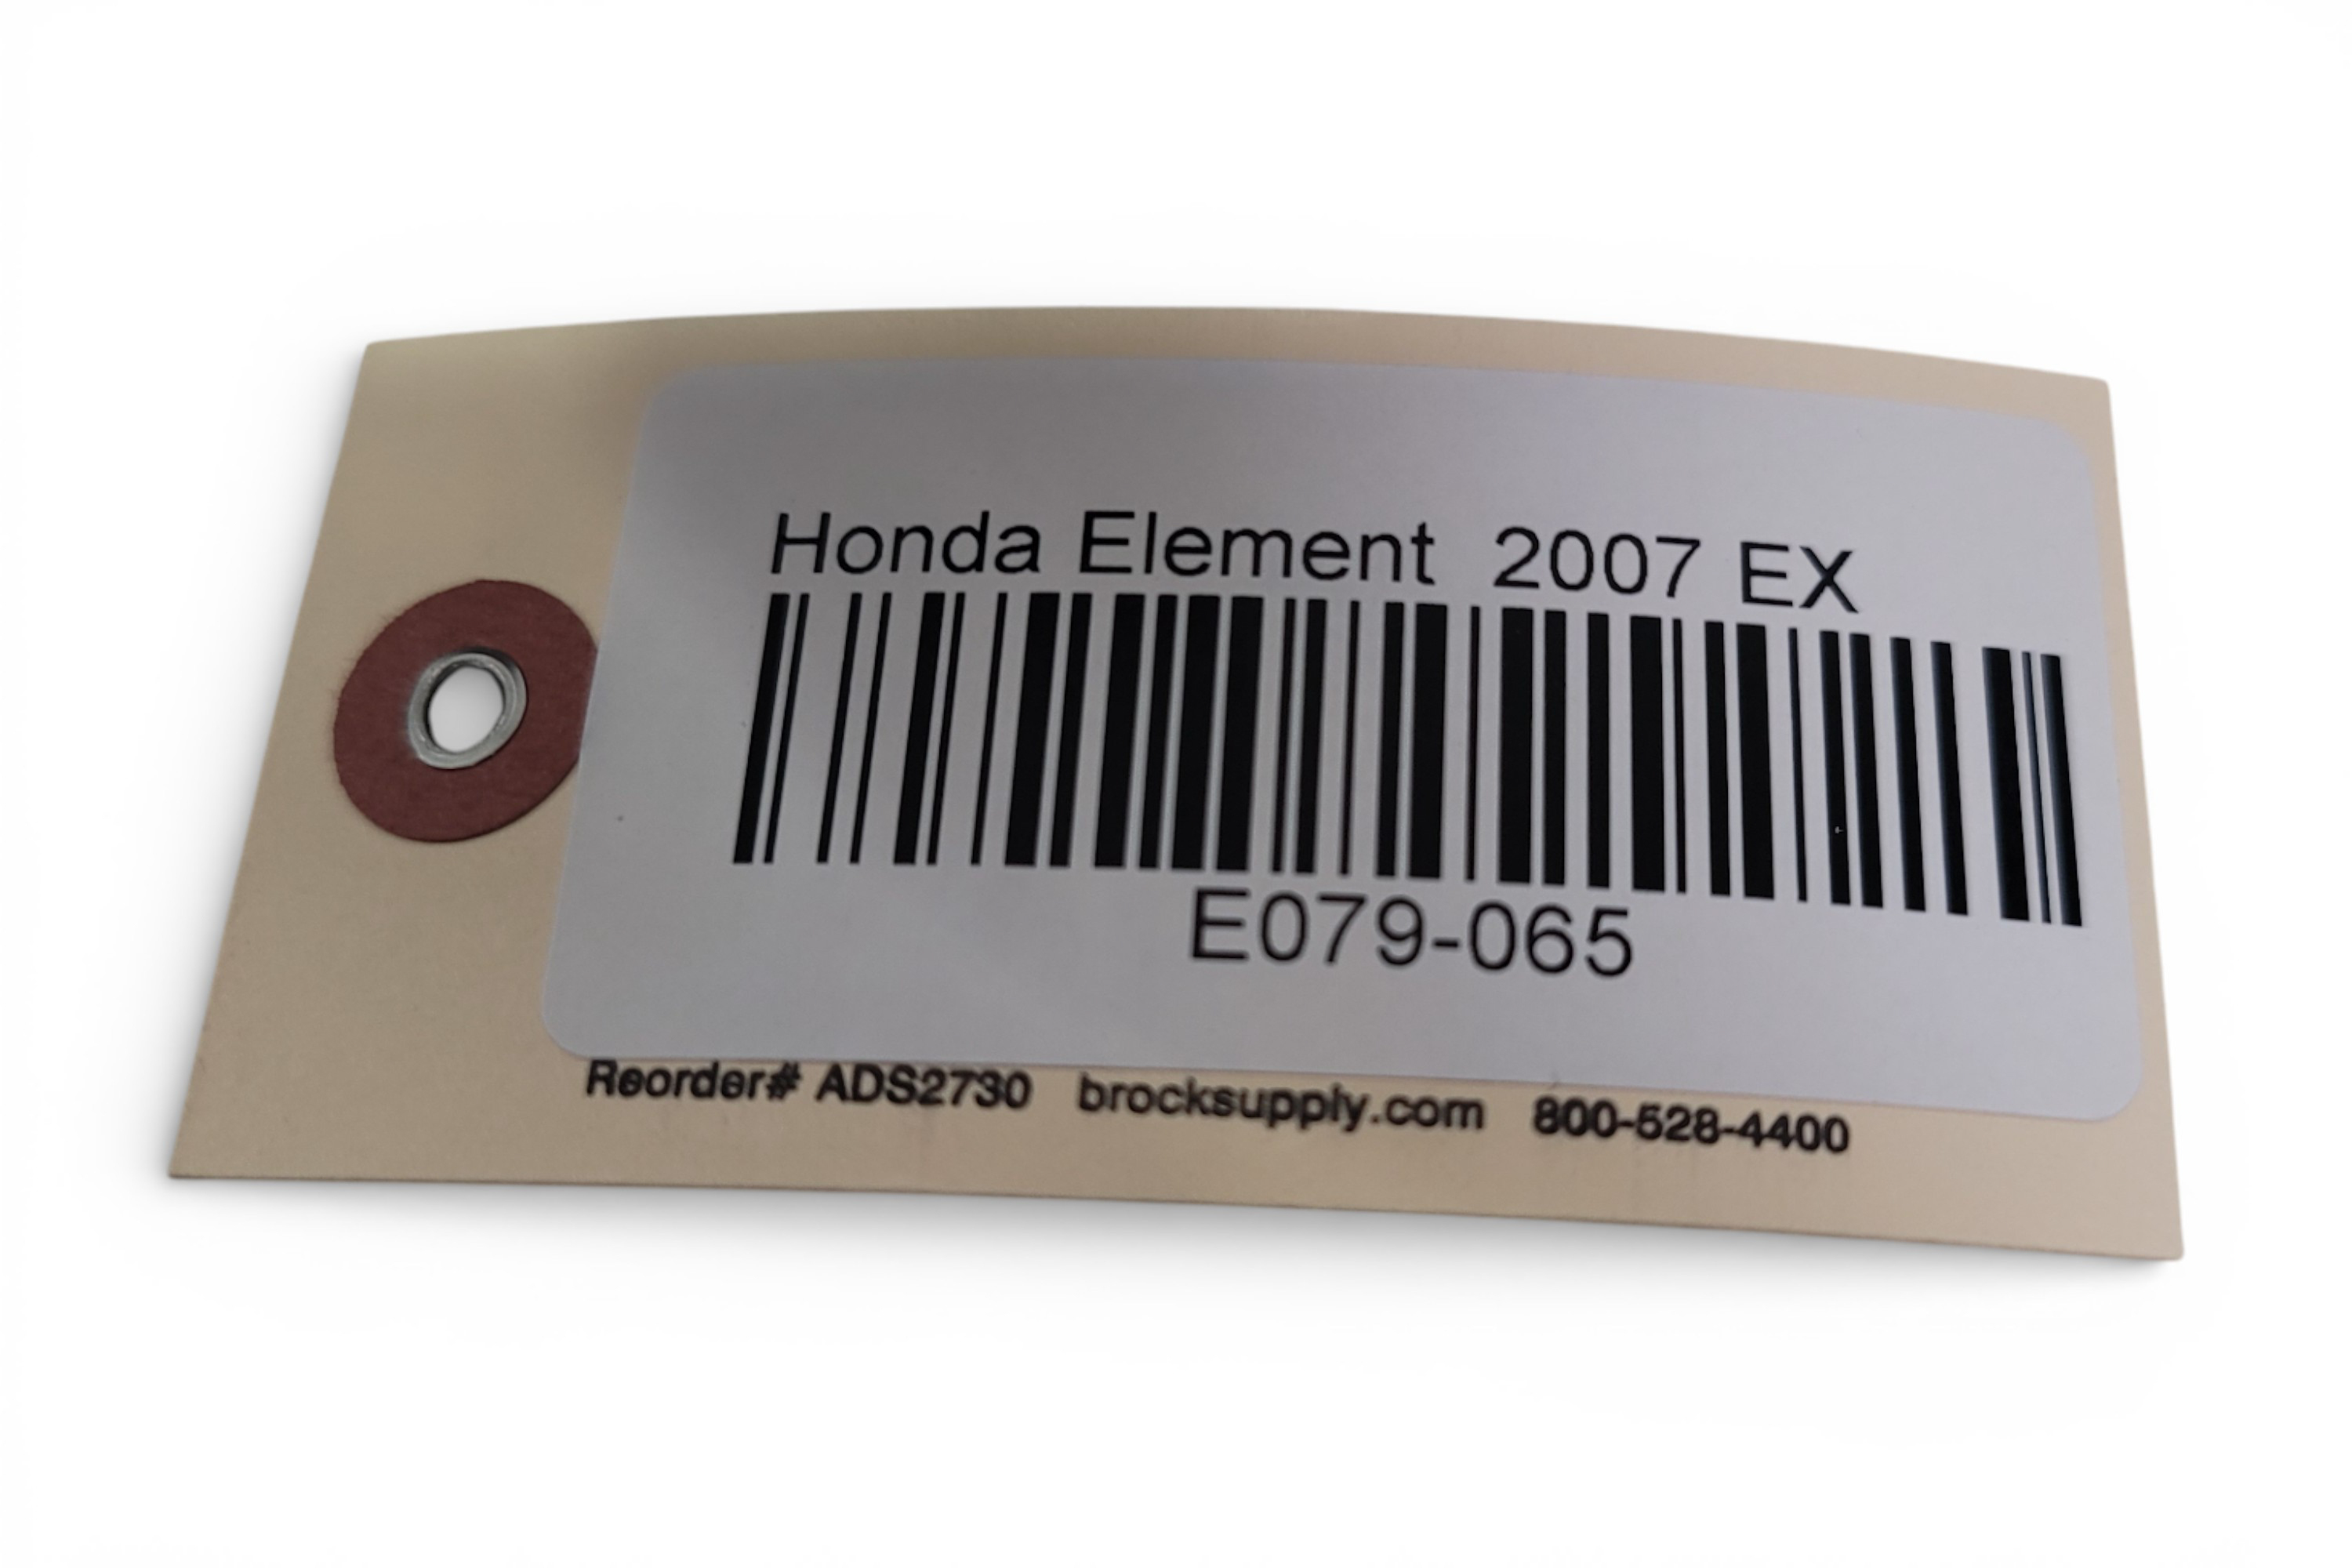 Honda Element 2007 EX
E079-065
Reorder# ADS2730 brocksupply.com 800-528-4400